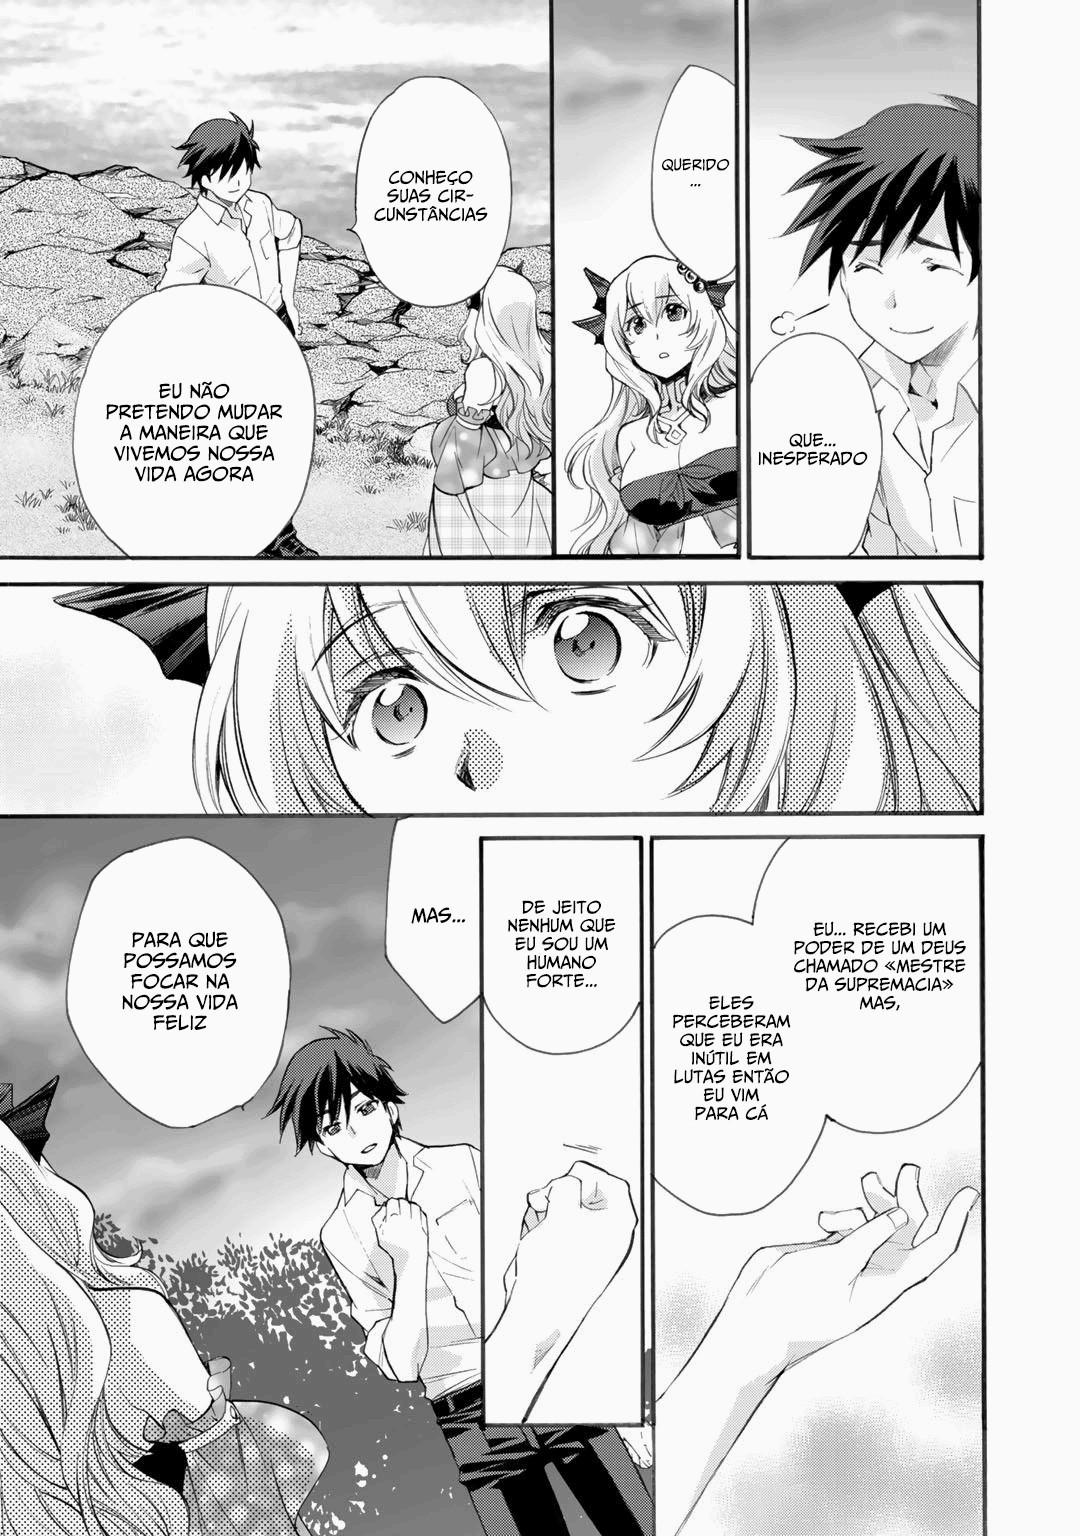 QUE...
INESPERADO
QUERIDO
...
CONHEÇO
SUAS CIR-
CUNSTÂNCIAS
EU NÃO
PRETENDO MUDAR
A MANEIRA QUE
VIVEMOS NOSSA
VIDA AGORA
EU... RECEBI UM
PODER DE UM DEUS
CHAMADO «MESTRE
DA SUPREMACIA»
MAS,
ELES
PERCEBERAM
QUE EU ERA
INÚTIL EM
LUTAS ENTÃO
EU VIM
PARA CÁ
DE JEITO
NENHUM QUE
EU SOU UM
HUMANO
FORTE...
MAS...
PARA QUE
POSSAMOS
FOCAR NA
NOSSA VIDA
FELIZ